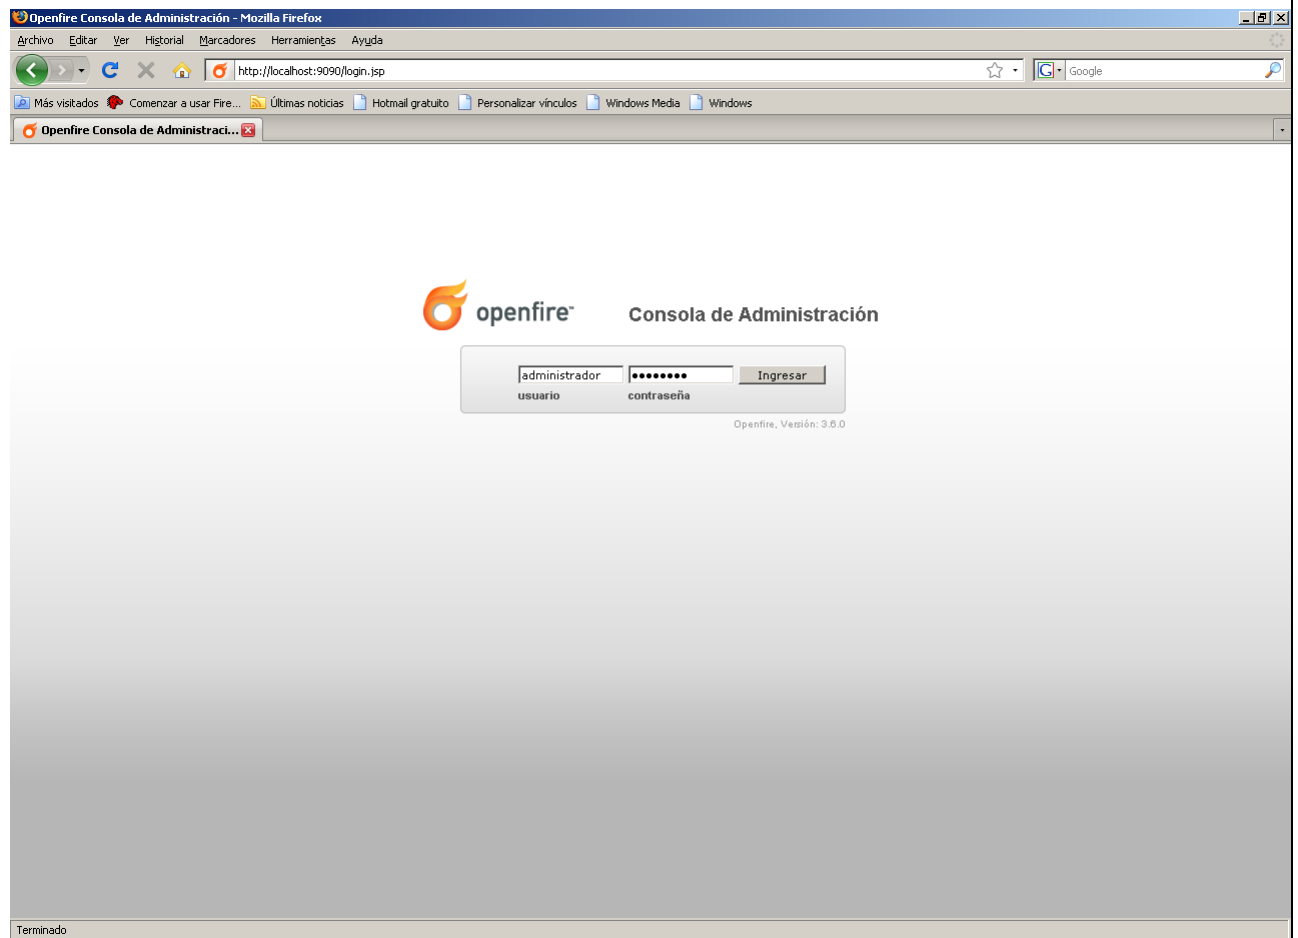 Openfire Consola de Administración - Mozilla Firefox
Archivo Editar Ver Historial Marcadores Herramientas Ayuda
http://localhost:9090/login.jsp
G Google
Más visitados Comenzar a usar Fire... Últimas noticias Hotmail gratuito Personalizar vínculos Windows Media Windows
Openfire Consola de Administraci...
openfire™ Consola de Administración
administrador •••••••• Ingresar
usuario contraseña
Openfire, Versión: 3.6.0
Terminado